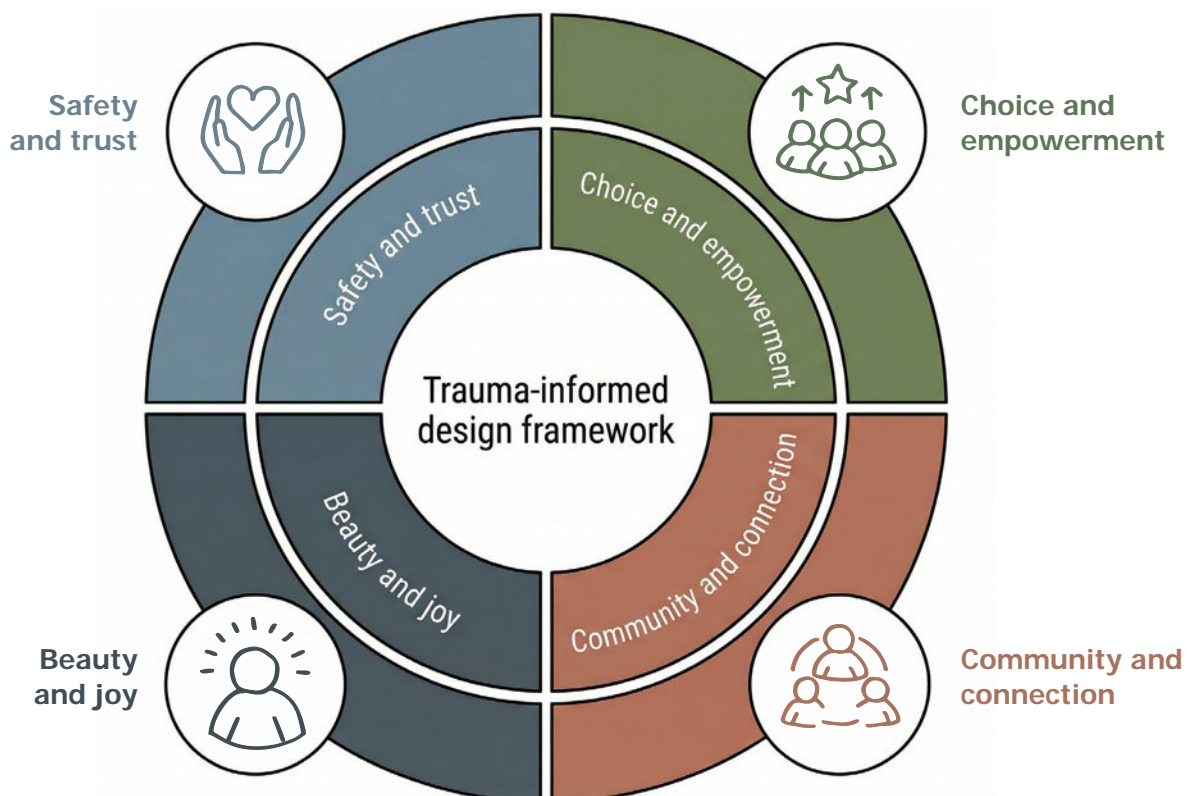 Safety
and trust
Choice and
empowerment
Safety and trust
Choice and empowerment
Trauma-informed
design framework
Beauty and joy
Community and connection
Beauty
and joy
Community and
connection